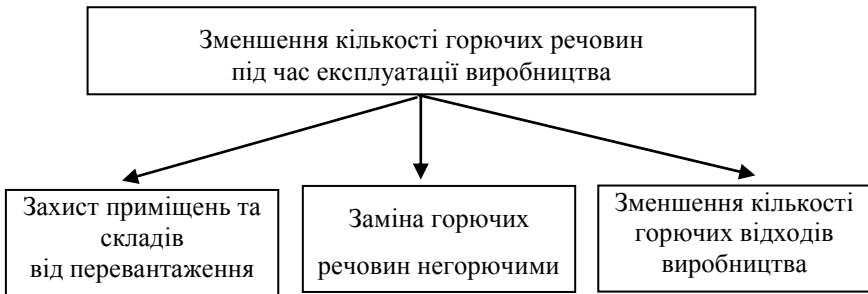 Зменшення кількості горючих речовин
під час експлуатації виробництва
Захист приміщень та
складів
від перевантаження
Заміна горючих
речовин негорючими
Зменшення кількості
горючих відходів
виробництва